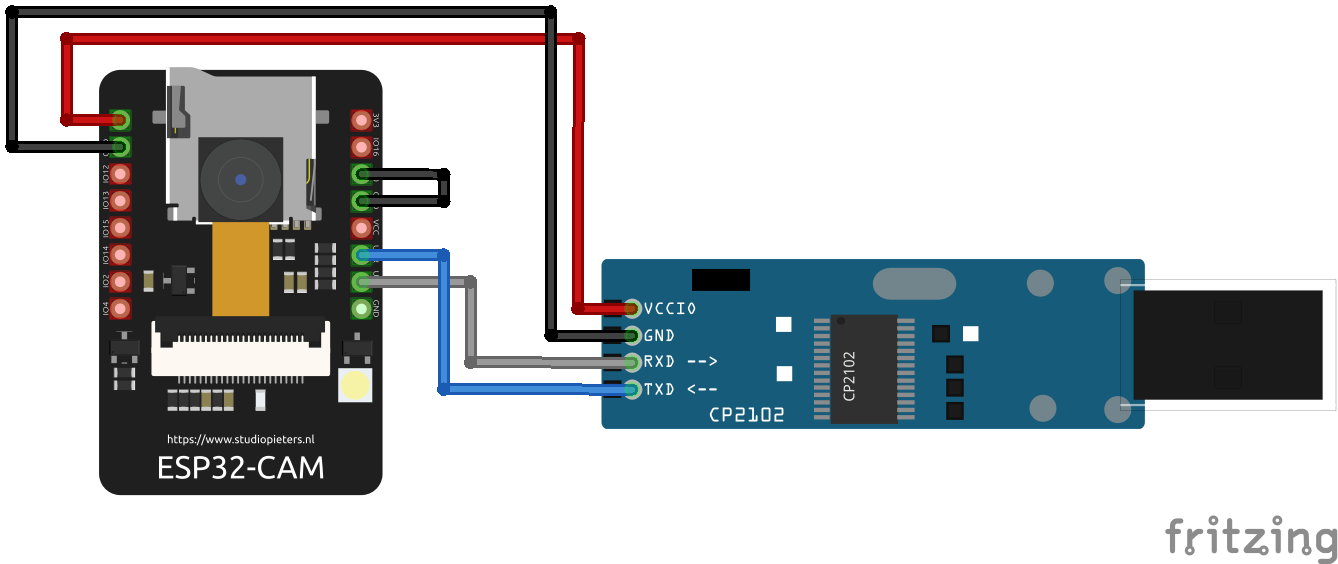 3V3
IO16
IO12
IO13
IO15
VCC
IO14
IO2
GND
IO4
https://www.studiopieters.nl
ESP32-CAM
VCCIO
GND
RXD -->
TXD <--
CP2102
CP2102
fritzing